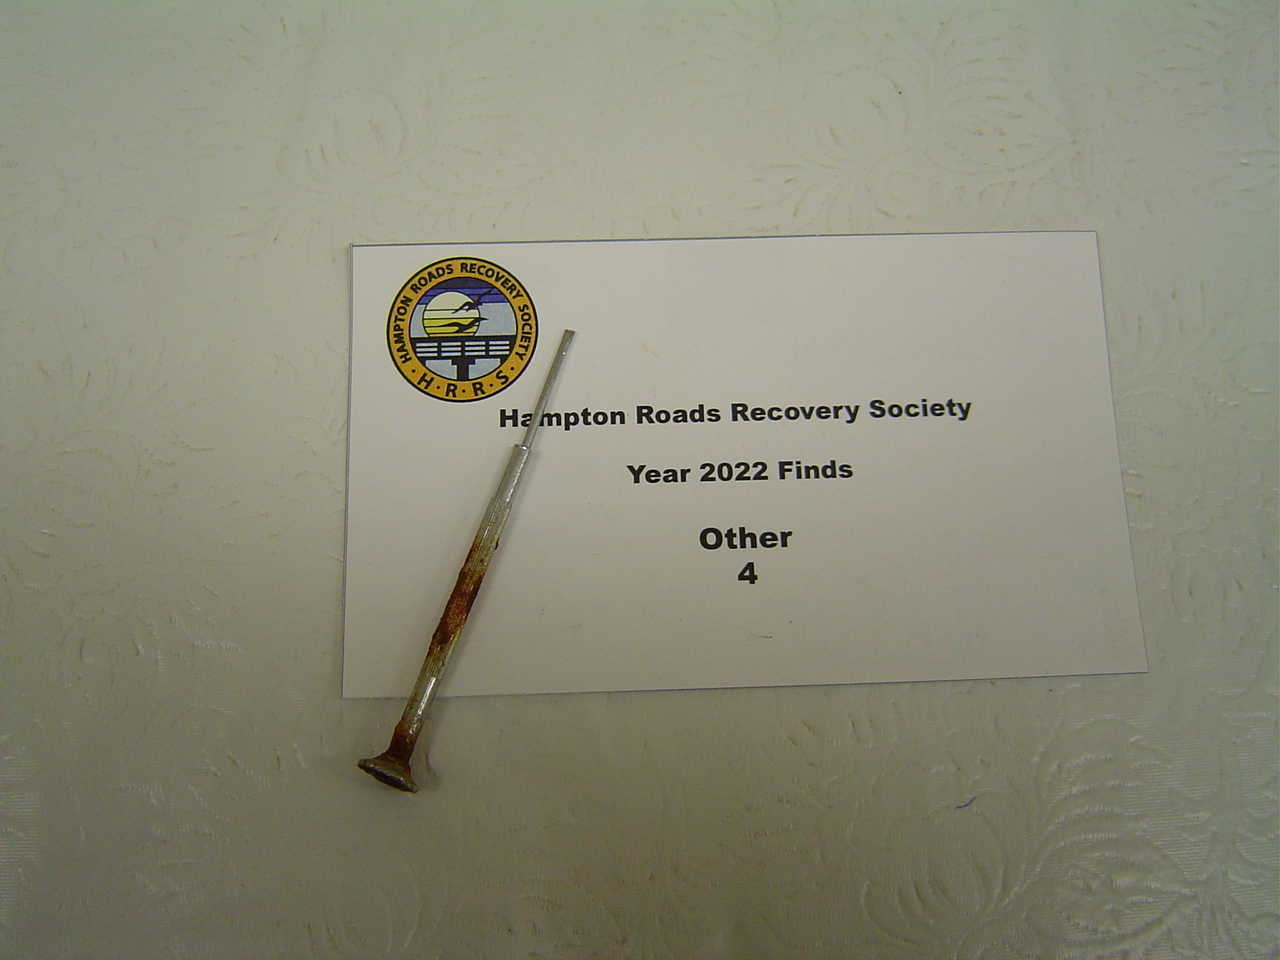 HAMPTON ROADS RECOVERY SOCIETY
· H · R · R · S ·
Hampton Roads Recovery Society
Year 2022 Finds
Other
4